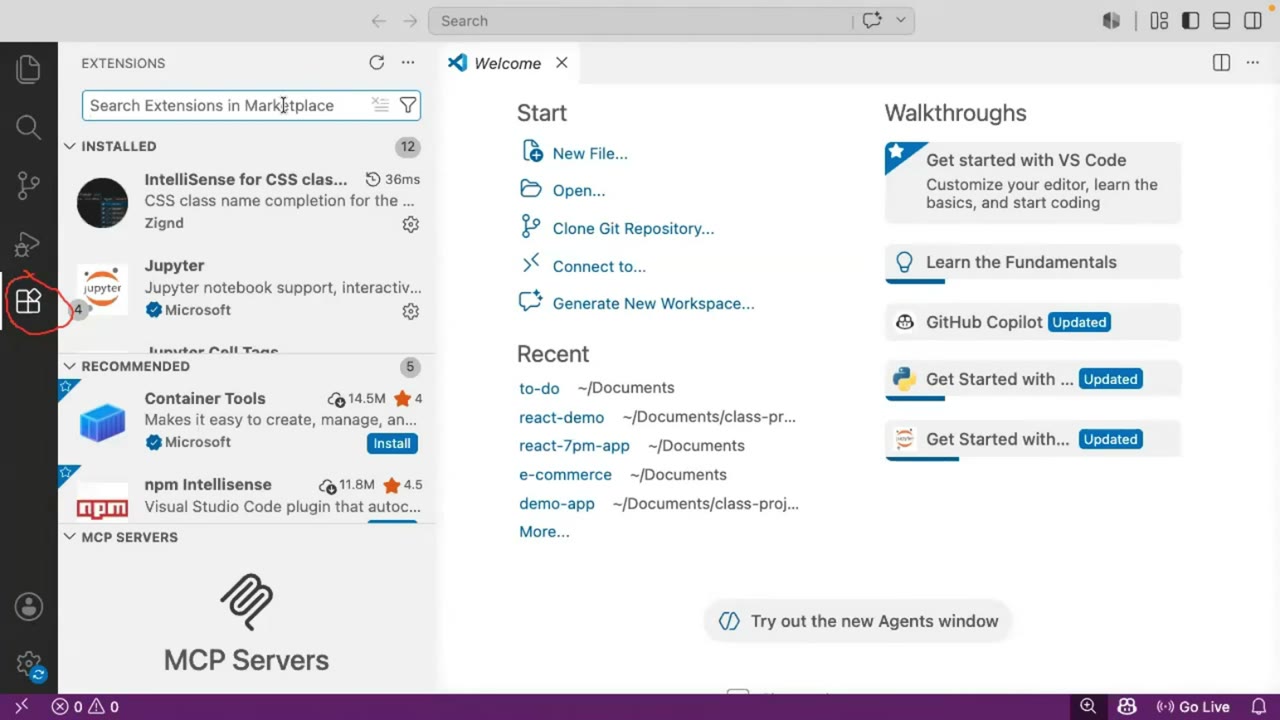 Search
EXTENSIONS
Search Extensions in Marketplace
INSTALLED 12
IntelliSense for CSS clas... 36ms
CSS class name completion for the ...
Zignd
Jupyter
Jupyter notebook support, interactiv...
Microsoft
jupyter
4
Jupyter Cell Tags
RECOMMENDED 5
Container Tools 14.5M 4
Makes it easy to create, manage, an...
Microsoft Install
npm Intellisense 11.8M 4.5
Visual Studio Code plugin that autoc...
npm
MCP SERVERS
MCP Servers
Welcome
Start
New File...
Open...
Clone Git Repository...
Connect to...
Generate New Workspace...
Recent
to-do ~/Documents
react-demo ~/Documents/class-pr...
react-7pm-app ~/Documents
e-commerce ~/Documents
demo-app ~/Documents/class-proj...
More...
Walkthroughs
Get started with VS Code
Customize your editor, learn the
basics, and start coding
Learn the Fundamentals
GitHub Copilot Updated
Get Started with ... Updated
Get Started with... Updated
Try out the new Agents window
0 0
Go Live